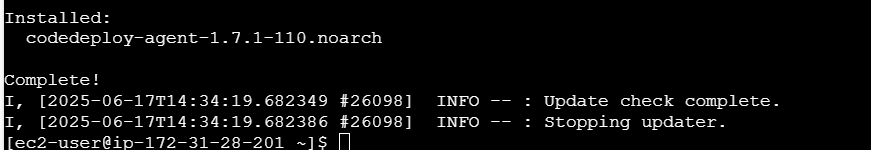 Installed:
  codedeploy-agent-1.7.1-110.noarch
Complete!
I, [2025-06-17T14:34:19.682349 #26098]  INFO -- : Update check complete.
I, [2025-06-17T14:34:19.682386 #26098]  INFO -- : Stopping updater.
[ec2-user@ip-172-31-28-201 ~]$